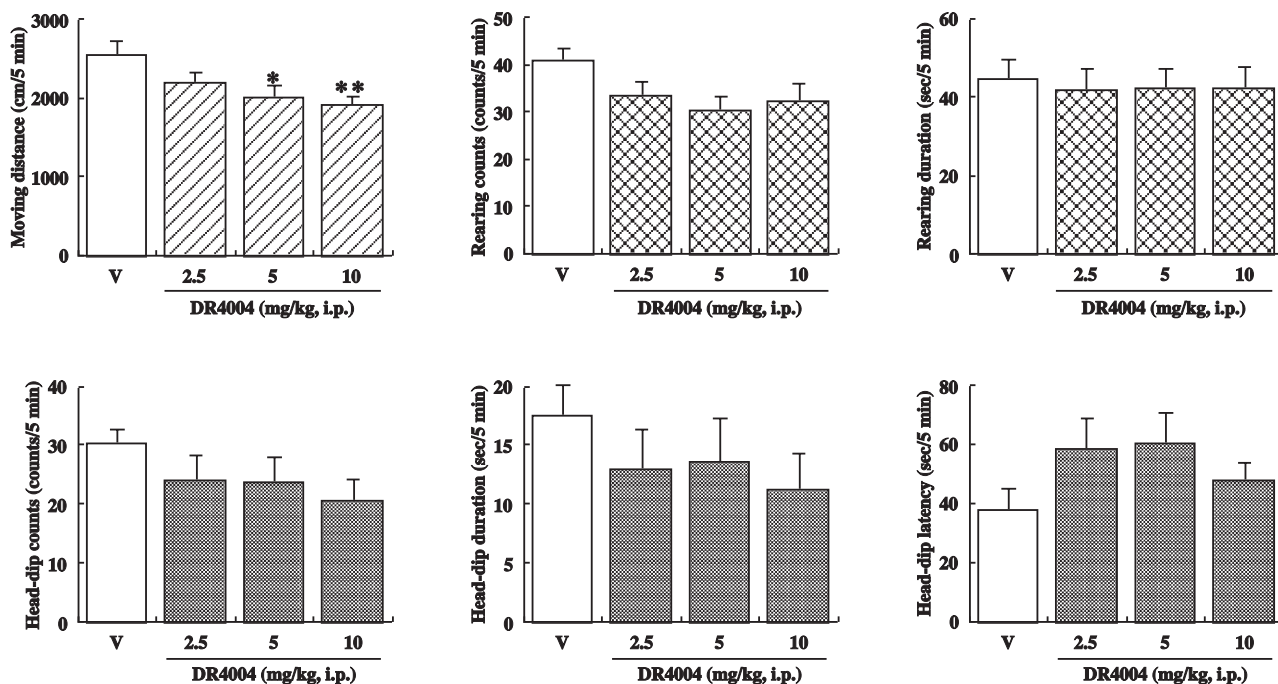 Moving distance (cm/5 min)
3000
2000
1000
0
*
**
V 2.5 5 10
DR4004 (mg/kg, i.p.)
Rearing counts (counts/5 min)
50
40
30
20
10
0
V 2.5 5 10
DR4004 (mg/kg, i.p.)
Rearing duration (sec/5 min)
60
40
20
0
V 2.5 5 10
DR4004 (mg/kg, i.p.)
Head-dip counts (counts/5 min)
40
30
20
10
0
V 2.5 5 10
DR4004 (mg/kg, i.p.)
Head-dip duration (sec/5 min)
20
15
10
5
0
V 2.5 5 10
DR4004 (mg/kg, i.p.)
Head-dip latency (sec/5 min)
80
60
40
20
0
V 2.5 5 10
DR4004 (mg/kg, i.p.)